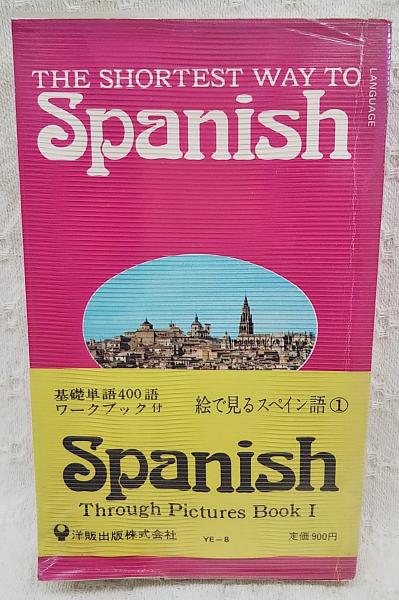 THE SHORTEST WAY TO
Spanish
LANGUAGE
基礎単語400語
ワークブック付
絵で見るスペイン語①
Spanish
Through Pictures Book I
洋販出版株式会社
YE-8
定価900円